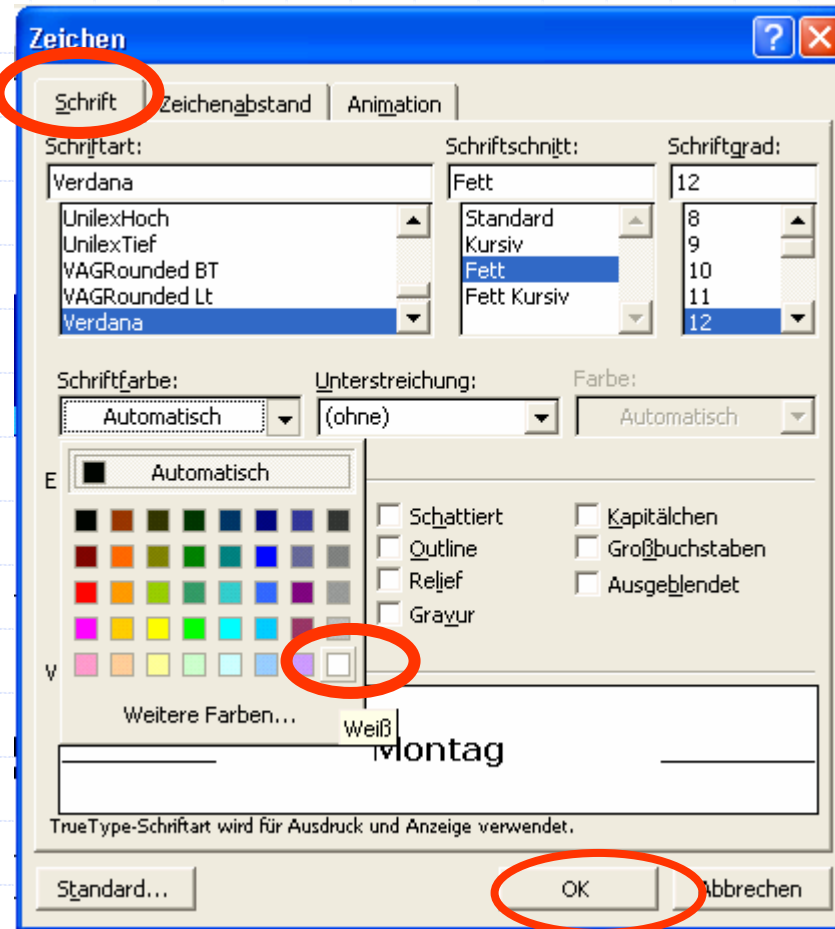 Zeichen
Schrift Zeichenabstand Animation
Schriftart: Schriftschnitt: Schriftgrad:
Verdana Fett 12
UnilexHoch Standard 8
UnilexTief Kursiv 9
VAGRounded BT Fett 10
VAGRounded Lt Fett Kursiv 11
Verdana 12
Schriftfarbe: Unterstreichung: Farbe:
Automatisch (ohne) Automatisch
E Automatisch
Schattiert Kapitälchen
Outline Großbuchstaben
Relief Ausgeblendet
Gravur
V
Weitere Farben... Weiß
Montag
TrueType-Schriftart wird für Ausdruck und Anzeige verwendet.
Standard... OK Abbrechen